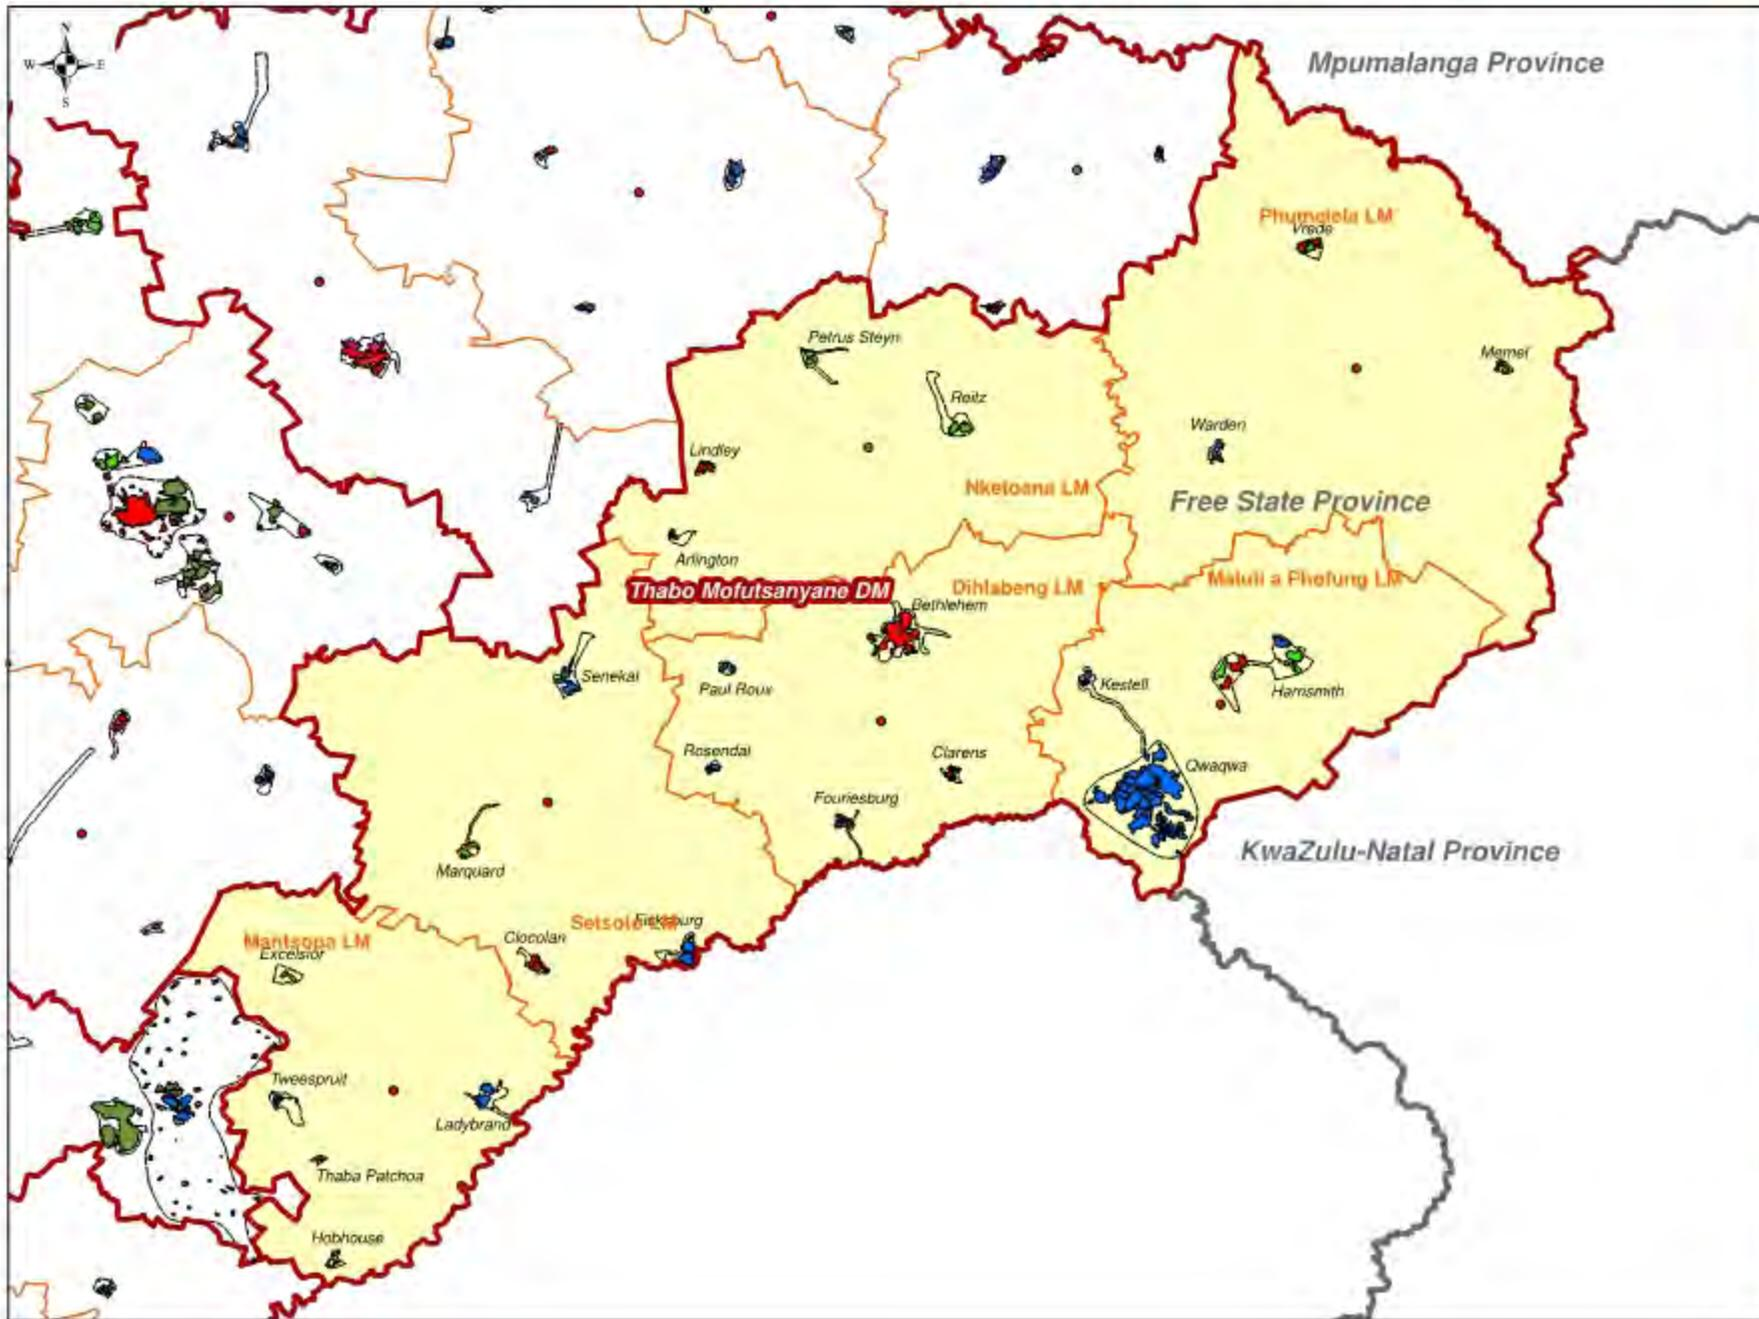 N
W E
S
Mpumalanga Province
Phumelela LM
Vrede
Petrus Steyn
Memel
Reitz
Warden
Lindley
Nketoana LM
Free State Province
Arlington
Thabo Mofutsanyane DM
Dihlabeng LM
Maluti a Phofung LM
Bethlehem
Senekal
Paul Roux
Kestell
Harrismith
Rosendal
Clarens
Qwaqwa
Fouriesburg
KwaZulu-Natal Province
Marquard
Setsoto LM
Ficksburg
Mantsopa LM
Clocolan
Excelsior
Tweespruit
Ladybrand
Thaba Patchoa
Hobhouse